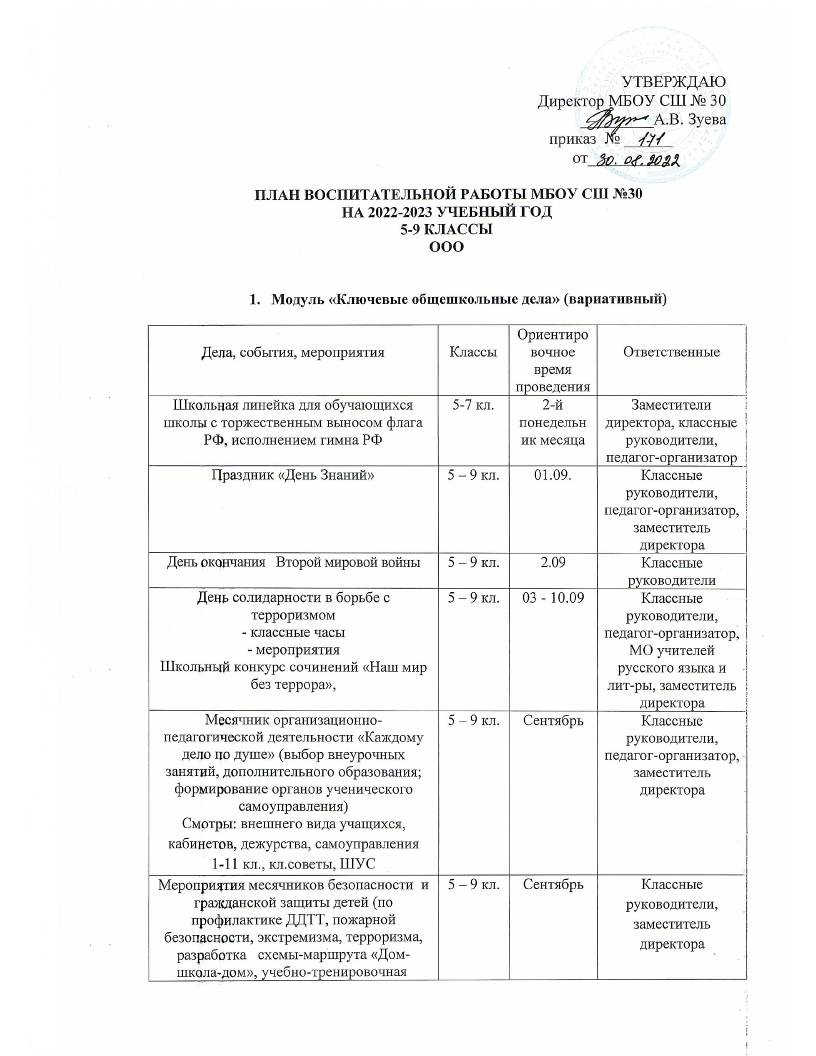 УТВЕРЖДАЮ
Директор МБОУ СШ № 30
А.В. Зуева
приказ № 171
от 30.08.2022
ПЛАН ВОСПИТАТЕЛЬНОЙ РАБОТЫ МБОУ СШ №30
НА 2022-2023 УЧЕБНЫЙ ГОД
5-9 КЛАССЫ
ООО
1. Модуль «Ключевые общешкольные дела» (вариативный)
Дела, события, мероприятия
Классы
Ориентиро
вочное
время
проведения
Ответственные
Школьная линейка для обучающихся
школы с торжественным выносом флага
РФ, исполнением гимна РФ
5-7 кл.
2-й
понедельн
ик месяца
Заместители
директора, классные
руководители,
педагог-организатор
Праздник «День Знаний»
5 – 9 кл.
01.09.
Классные
руководители,
педагог-организатор,
заместитель
директора
День окончания Второй мировой войны
5 – 9 кл.
2.09
Классные
руководители
День солидарности в борьбе с
терроризмом
- классные часы
- мероприятия
Школьный конкурс сочинений «Наш мир
без террора»,
5 – 9 кл.
03 - 10.09
Классные
руководители,
педагог-организатор,
МО учителей
русского языка и
лит-ры, заместитель
директора
Месячник организационно-
педагогической деятельности «Каждому
дело по душе» (выбор внеурочных
занятий, дополнительного образования;
формирование органов ученического
самоуправления)
Смотры: внешнего вида учащихся,
кабинетов, дежурства, самоуправления
1-11 кл., кл.советы, ШУС
5 – 9 кл.
Сентябрь
Классные
руководители,
педагог-организатор,
заместитель
директора
Мероприятия месячников безопасности и
гражданской защиты детей (по
профилактике ДДТТ, пожарной
безопасности, экстремизма, терроризма,
разработка схемы-маршрута «Дом-
школа-дом», учебно-тренировочная
5 – 9 кл.
Сентябрь
Классные
руководители,
заместитель
директора